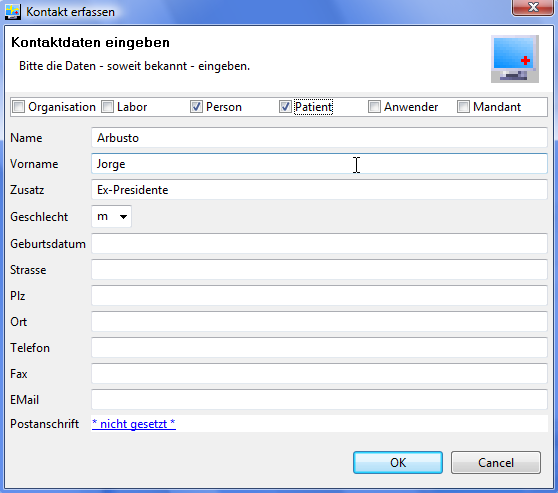 Kontakt erfassen
Kontaktdaten eingeben
Bitte die Daten - soweit bekannt - eingeben.
Organisation Labor Person Patient Anwender Mandant
Name Arbusto
Vorname Jorge
Zusatz Ex-Presidente
Geschlecht m
Geburtsdatum
Strasse
Plz
Ort
Telefon
Fax
EMail
Postanschrift * nicht gesetzt *
OK Cancel